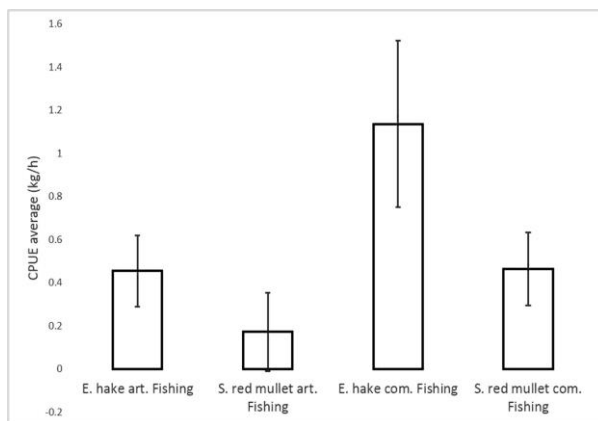 1.6
1.4
1.2
1
0.8
0.6
0.4
0.2
0
-0.2
CPUE average (kg/h)
E. hake art. Fishing
S. red mullet art.
Fishing
E. hake com. Fishing
S. red mullet com.
Fishing